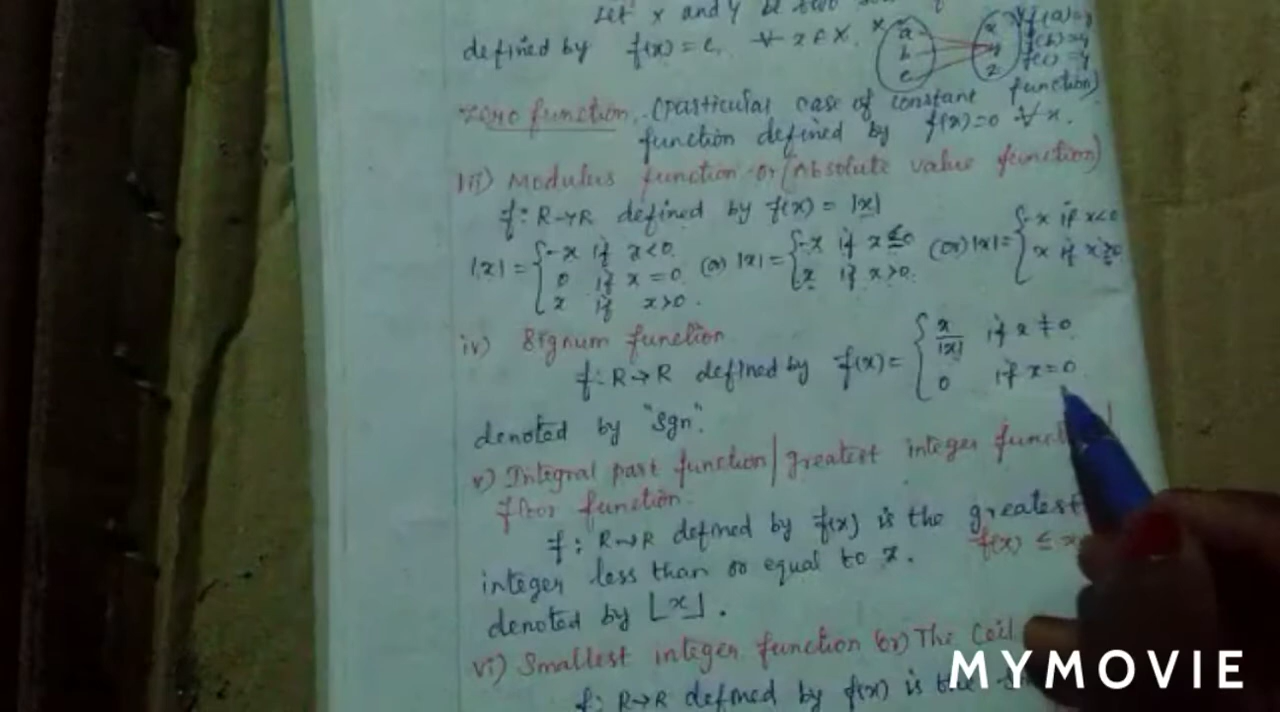 Let x and y be two
defined by f(x) = c, ∀ x ∈ X.
x a b c x y z f(a)=y f(b)=y f(c)=y
Zero function. (particular case of constant function)
function defined by f(x)=0 ∀ x.
iii) Modulus function or (Absolute value function)
f: R→R defined by f(x) = |x|
|x| = { -x if x<0 0 if x=0 x if x>0. (or) |x| = { -x if x≤0 x if x>0. (or) |x| = { -x if x<0 x if x≥0
iv) Signum function
f: R→R defined by f(x) = { x/|x| if x≠0. 0 if x=0.
denoted by "sgn".
v) Integral part function/greatest integer funct
floor function.
f: R→R defined by f(x) is the greatest
integer less than or equal to x. f(x) ≤ x
denoted by ⌊x⌋.
vi) Smallest integer function (or) The Ceil
f: R→R defined by f(x) is the
MYMOVIE